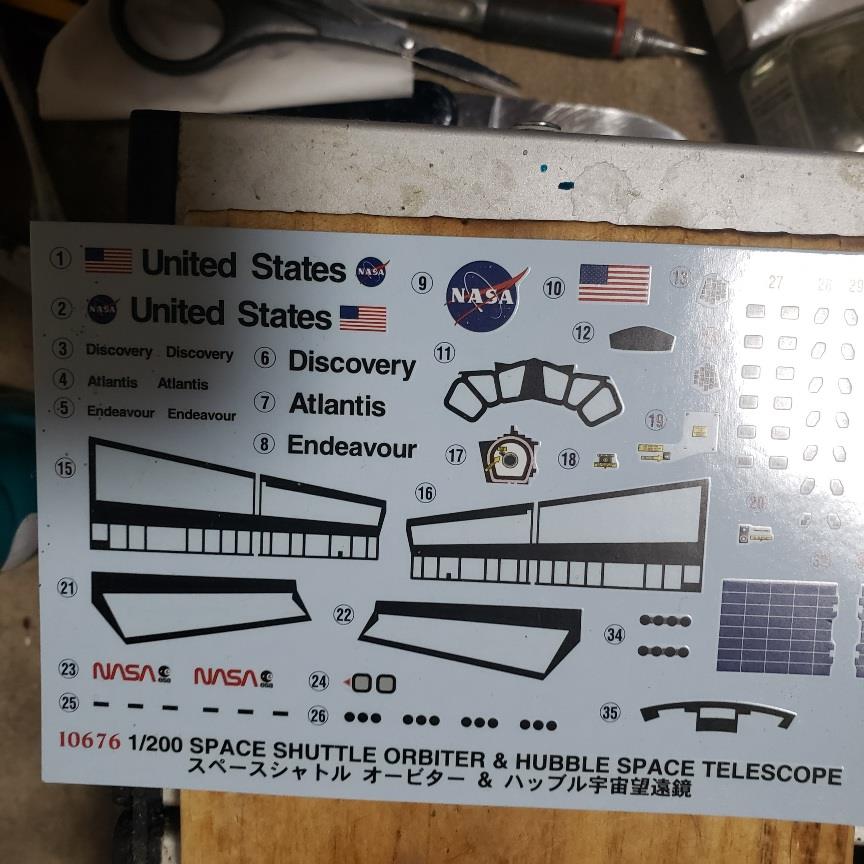 1 United States NASA
2 NASA United States
3 Discovery Discovery
4 Atlantis Atlantis
5 Endeavour Endeavour
6 Discovery
7 Atlantis
8 Endeavour
9 NASA
10
11
12
13
27 28 29
15
16
17
18
19
20
21
22
34
23 NASA esa NASA esa
24
25
26
35
10676 1/200 SPACE SHUTTLE ORBITER & HUBBLE SPACE TELESCOPE
スペースシャトル オービター & ハッブル宇宙望遠鏡